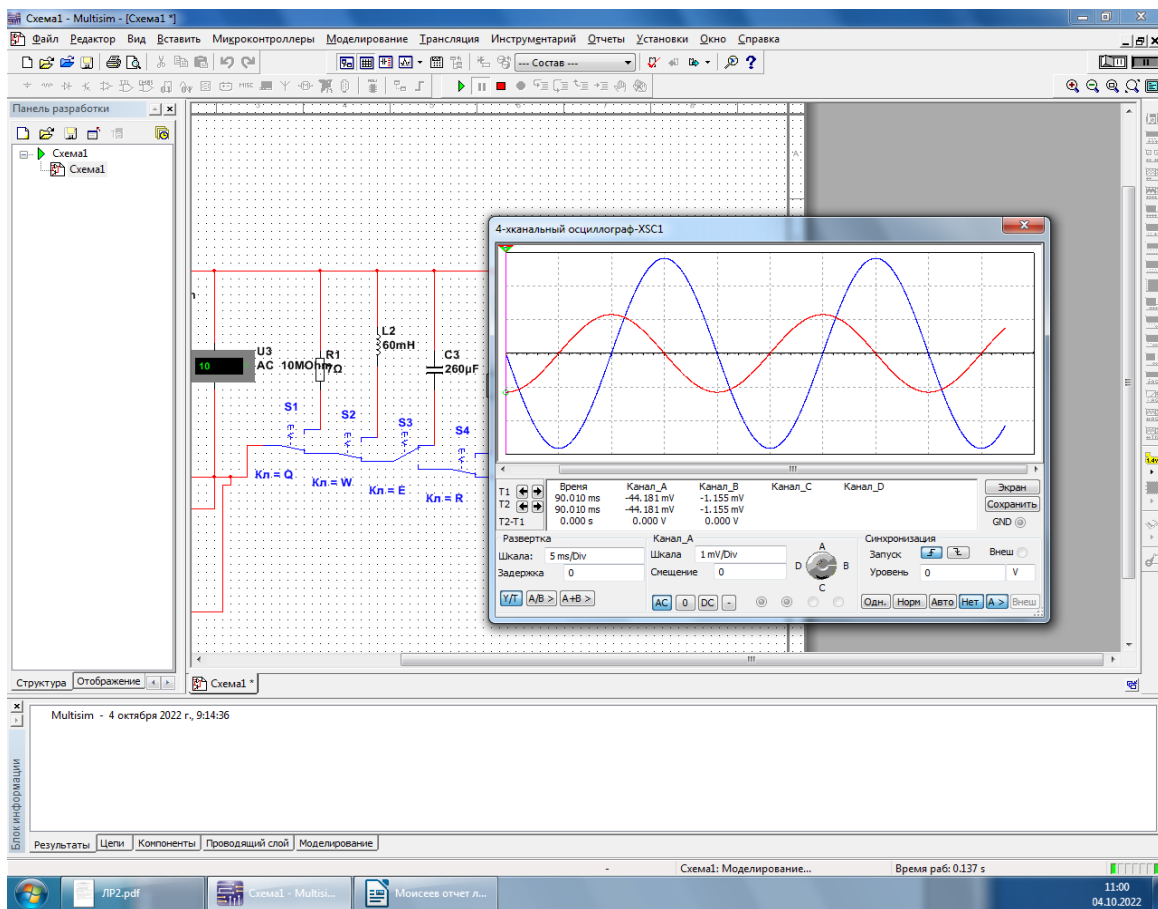 Схема1 - Multisim - [Схема1 *]
Файл Редактор Вид Вставить Микроконтроллеры Моделирование Трансляция Инструментарий Отчеты Установки Окно Справка
--- Состав ---
Панель разработки
Схема1
Схема1
A
U3
AC 10MOhm
10
R1
7Ω
L2
60mH
C3
260µF
S1
S2
S3
S4
Кл = Q
Кл = W
Кл = E
Кл = R
4-хканальный осциллограф-XSC1
Время Канал_A Канал_B Канал_C Канал_D
T1 90.010 ms -44.181 mV -1.155 mV
T2 90.010 ms -44.181 mV -1.155 mV
T2-T1 0.000 s 0.000 V 0.000 V
Экран
Сохранить
GND
Развертка
Шкала: 5 ms/Div
Задержка 0
Y/T A/B > A+B >
Канал_A
Шкала 1 mV/Div
Смещение 0
AC 0 DC -
A
B
C
D
Синхронизация
Запуск Внеш
Уровень 0 V
Одн. Норм Авто Нет A > Внеш
Структура Отображение
Схема1 *
Multisim - 4 октября 2022 г., 9:14:36
Блок информации
Результаты Цепи Компоненты Проводящий слой Моделирование
- Схема1: Моделирование... Время раб: 0.137 s
ЛР2.pdf
Схема1 - Multisi...
Моисеев отчет л...
11:00
04.10.2022